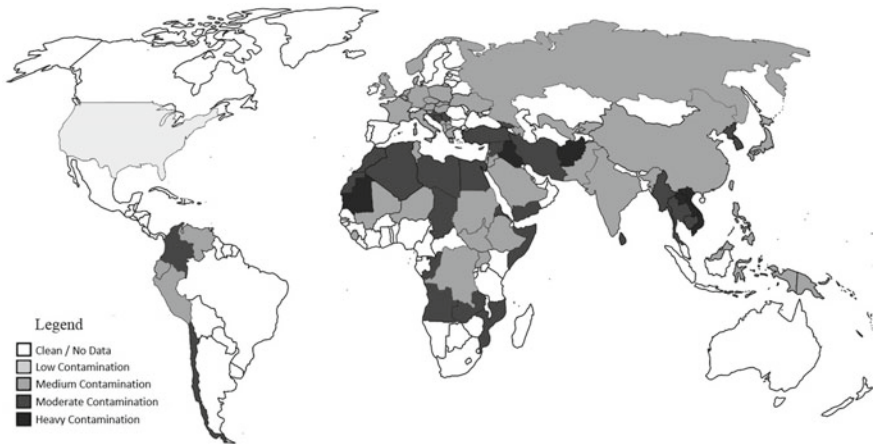 Legend
Clean / No Data
Low Contamination
Medium Contamination
Moderate Contamination
Heavy Contamination